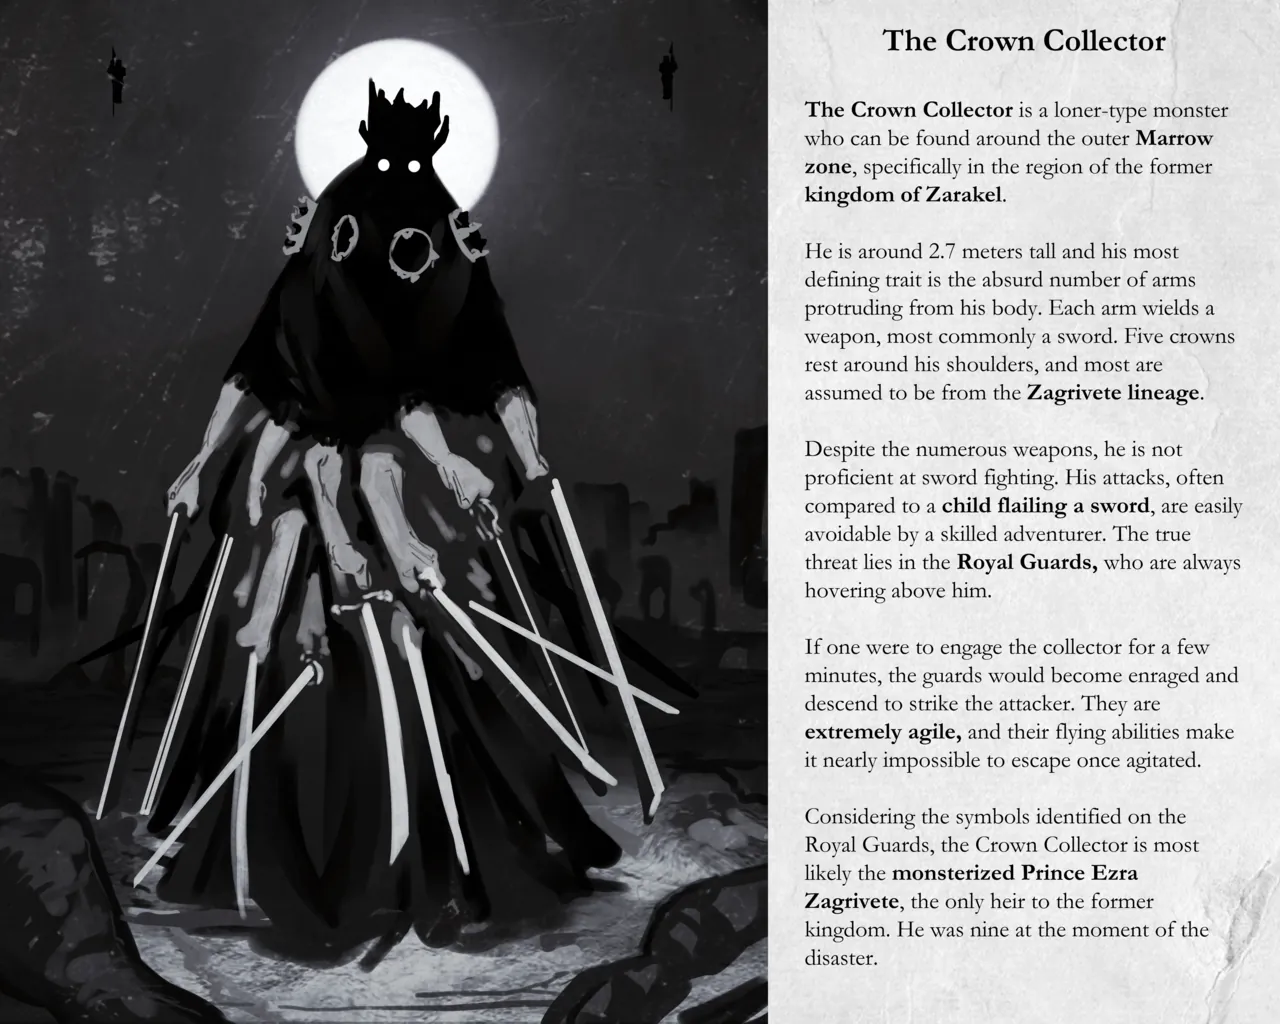 The Crown Collector
The Crown Collector is a loner-type monster
who can be found around the outer Marrow
zone, specifically in the region of the former
kingdom of Zarakel.
He is around 2.7 meters tall and his most
defining trait is the absurd number of arms
protruding from his body. Each arm wields a
weapon, most commonly a sword. Five crowns
rest around his shoulders, and most are
assumed to be from the Zagrivete lineage.
Despite the numerous weapons, he is not
proficient at sword fighting. His attacks, often
compared to a child flailing a sword, are easily
avoidable by a skilled adventurer. The true
threat lies in the Royal Guards, who are always
hovering above him.
If one were to engage the collector for a few
minutes, the guards would become enraged and
descend to strike the attacker. They are
extremely agile, and their flying abilities make
it nearly impossible to escape once agitated.
Considering the symbols identified on the
Royal Guards, the Crown Collector is most
likely the monsterized Prince Ezra
Zagrivete, the only heir to the former
kingdom. He was nine at the moment of the
disaster.